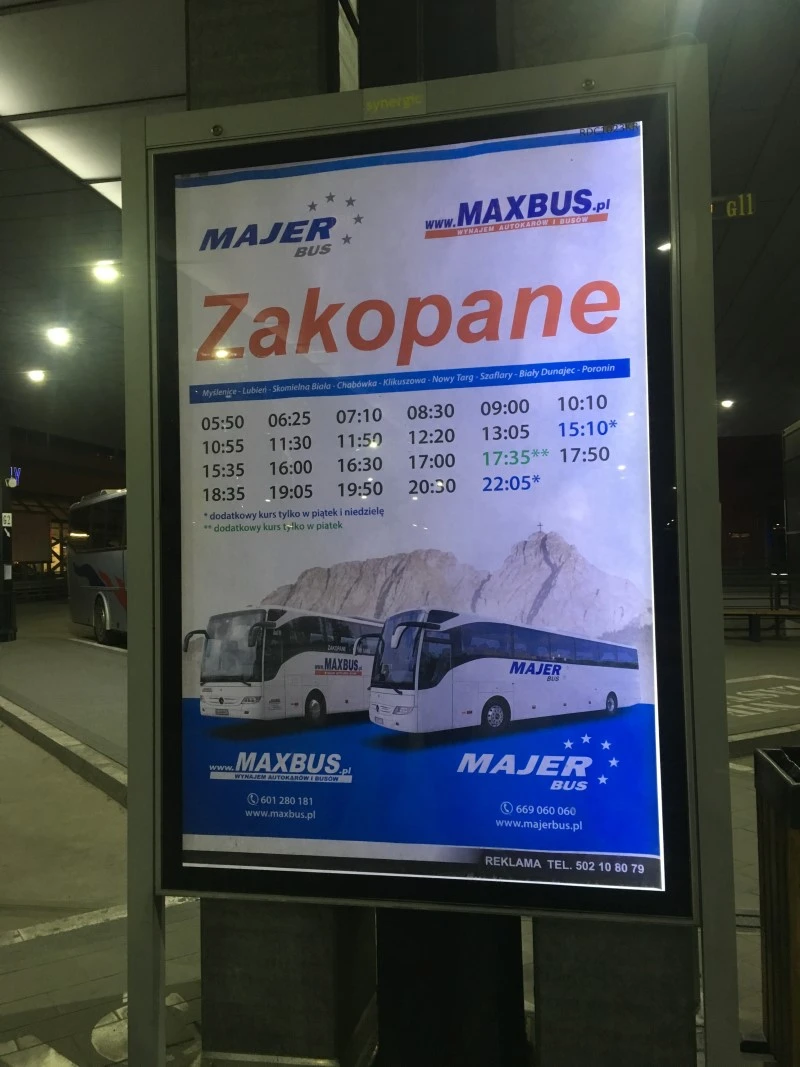 synergic
MAJER
BUS
www.MAXBUS.pl
WYNAJEM AUTOKARÓW I BUSÓW
G11
Zakopane
Myślenice - Lubień - Skomielna Biała - Chabówka - Klikuszowa - Nowy Targ - Szaflary - Biały Dunajec - Poronin
05:50 06:25 07:10 08:30 09:00 10:10
10:55 11:30 11:50 12:20 13:05 15:10*
15:35 16:00 16:30 17:00 17:35** 17:50
18:35 19:05 19:50 20:30 22:05*
* dodatkowy kurs tylko w piątek i niedzielę
** dodatkowy kurs tylko w piatek
ZAKOPANE
www.MAXBUS.pl
MAJER
BUS
www.MAXBUS.pl
WYNAJEM AUTOKARÓW I BUSÓW
601 280 181
www.maxbus.pl
MAJER
BUS
669 060 060
www.majerbus.pl
REKLAMA TEL. 502 10 80 79